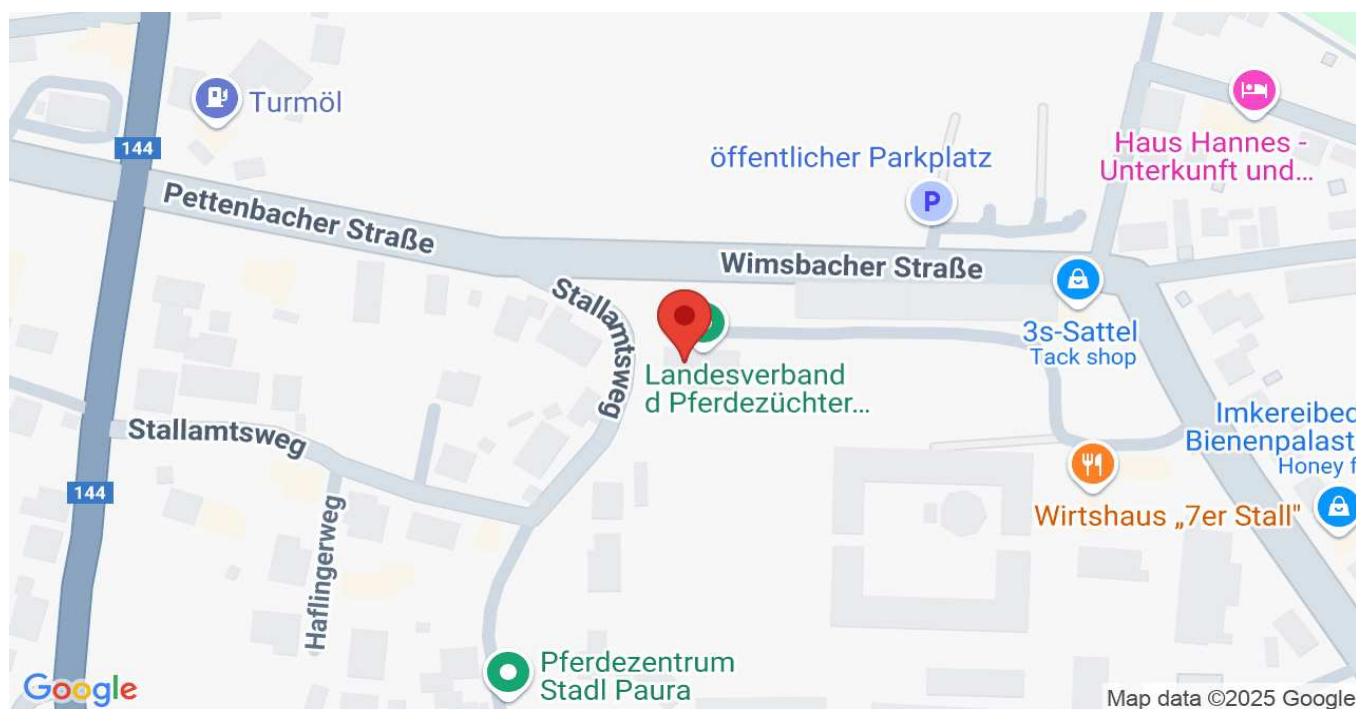 Turmöl
144
Pettenbacher Straße
öffentlicher Parkplatz
Haus Hannes -
Unterkunft und...
Wimsbacher Straße
Stallamtsweg
3s-Sattel
Tack shop
Landesverband
d Pferdezüchter...
Stallamtsweg
Imkereibed
Bienenpalast
Honey f
144
Haflingerweg
Wirtshaus „7er Stall"
Pferdezentrum
Stadl Paura
P
Google
Map data ©2025 Google